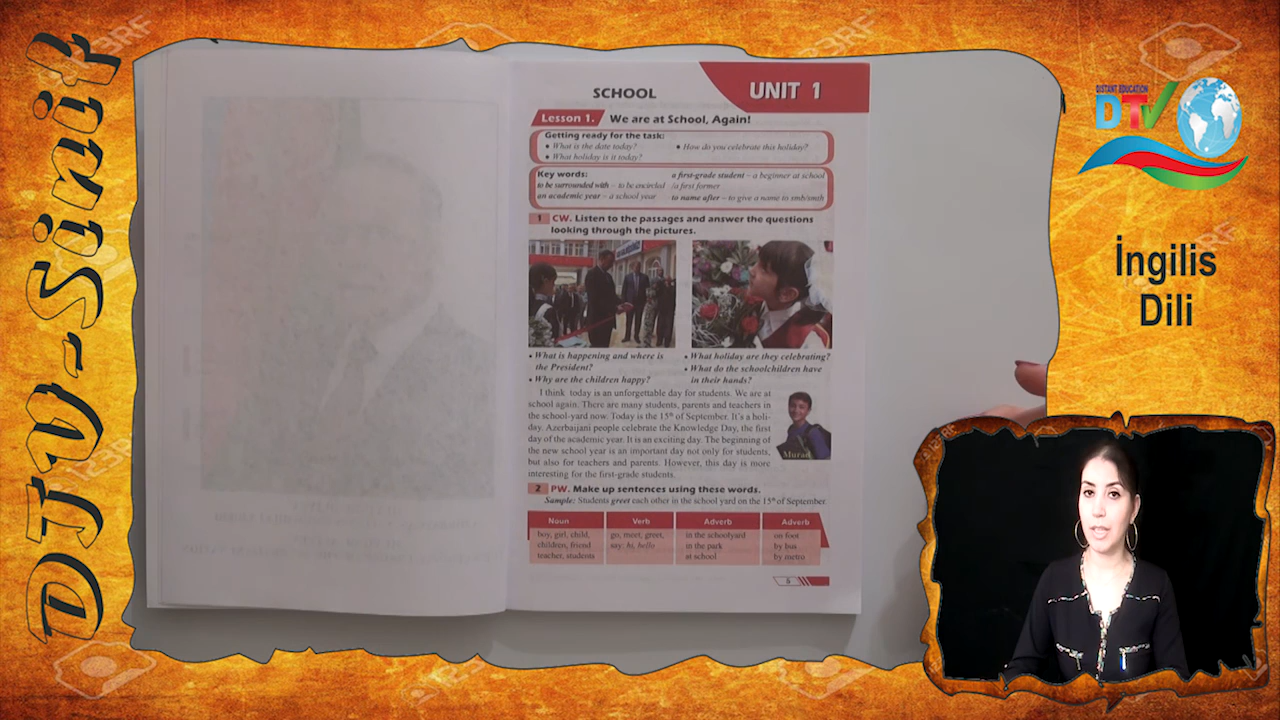 DTV-Sinif
SCHOOL
UNIT 1
Lesson 1. We are at School, Again!
Getting ready for the task:
• What is the date today?
• How do you celebrate this holiday?
• What holiday is it today?
Key words:
to be surrounded with – to be encircled
an academic year – a school year
a first-grade student – a beginner at school
/a first former
to name after – to give a name to smb/smth
1 CW. Listen to the passages and answer the questions
looking through the pictures.
• What is happening and where is
the President?
• Why are the children happy?
• What holiday are they celebrating?
• What do the schoolchildren have
in their hands?
I think today is an unforgettable day for students. We are at
school again. There are many students, parents and teachers in
the school-yard now. Today is the 15th of September. It's a holi-
day. Azerbaijani people celebrate the Knowledge Day, the first
day of the academic year. It is an exciting day. The beginning of
the new school year is an important day not only for students,
but also for teachers and parents. However, this day is more
interesting for the first-grade students.
Murad
2 PW. Make up sentences using these words.
Sample: Students greet each other in the school yard on the 15th of September.
Noun Verb Adverb Adverb
boy, girl, child, go, meet, greet, in the schoolyard on foot
children, friend say: hi, hello in the park by bus
teacher, students at school by metro
5
DISTANT EDUCATION
DTV
İngilis
Dili